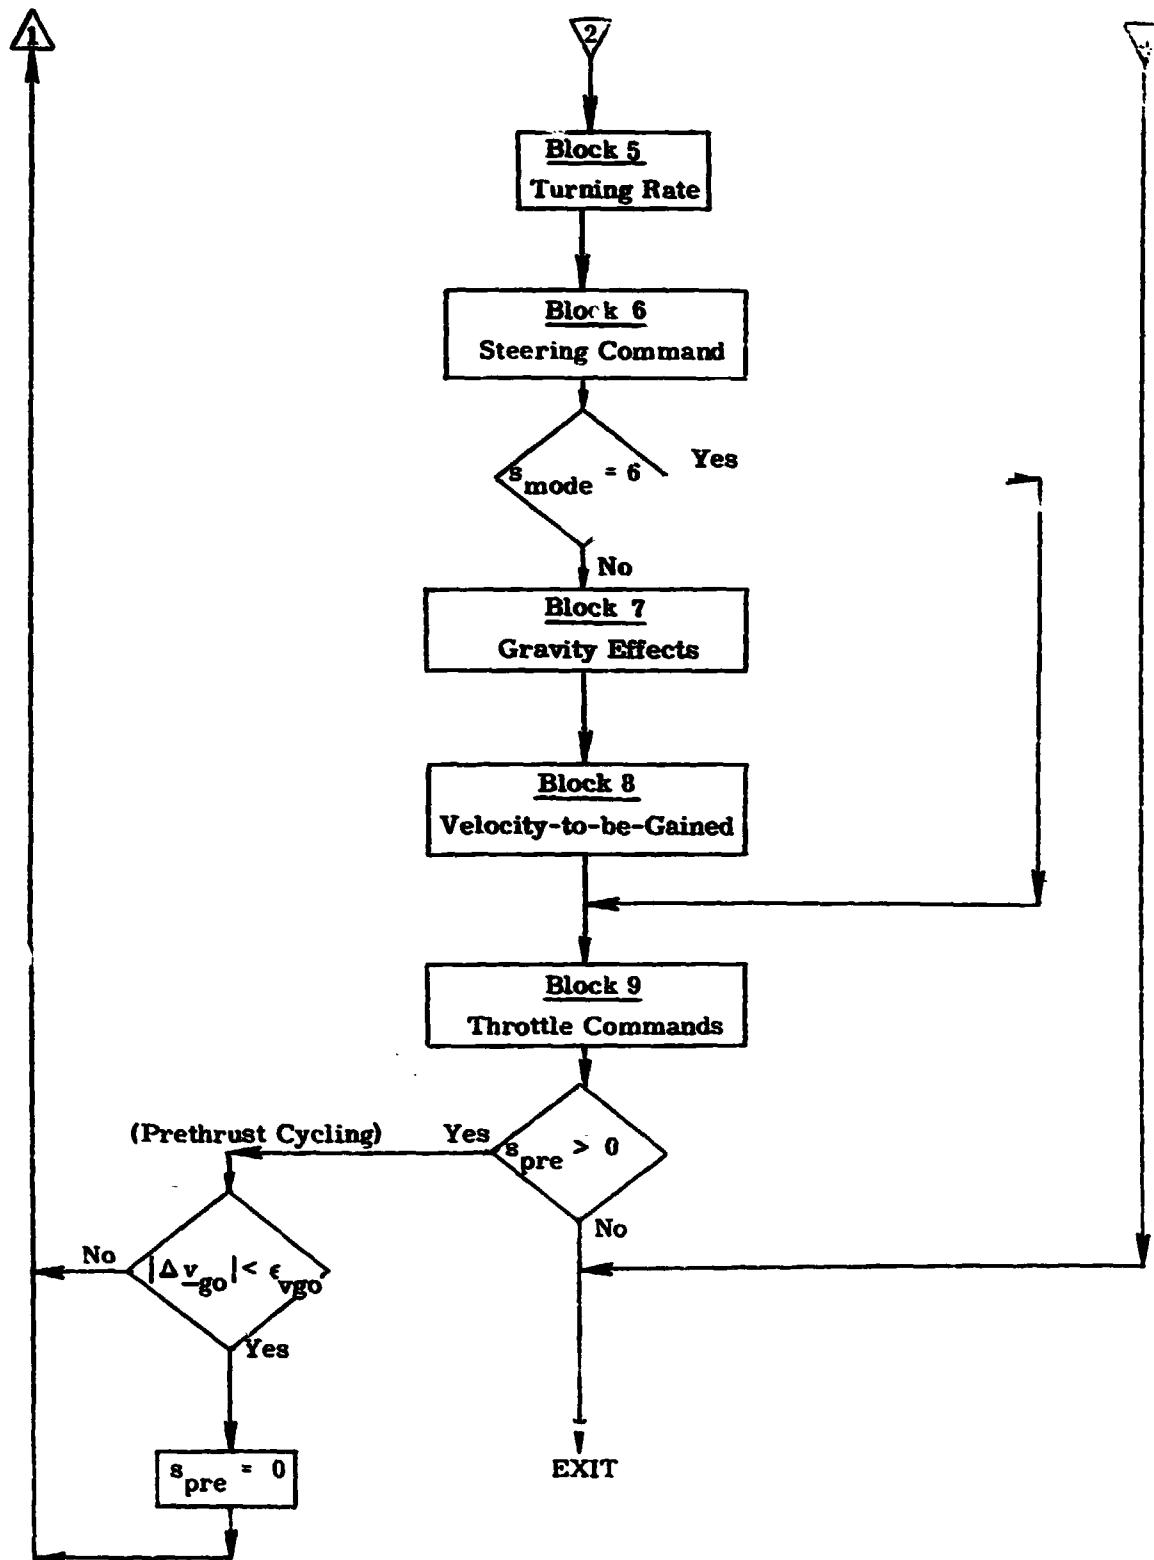 1
2
Block 5
Turning Rate
Block 6
Steering Command
s_mode = 6
Yes
No
Block 7
Gravity Effects
Block 8
Velocity-to-be-Gained
Block 9
Throttle Commands
(Prethrust Cycling)
Yes
s_pre > 0
No
No
|Δv_go| < ϵ_vgo
Yes
s_pre = 0
EXIT